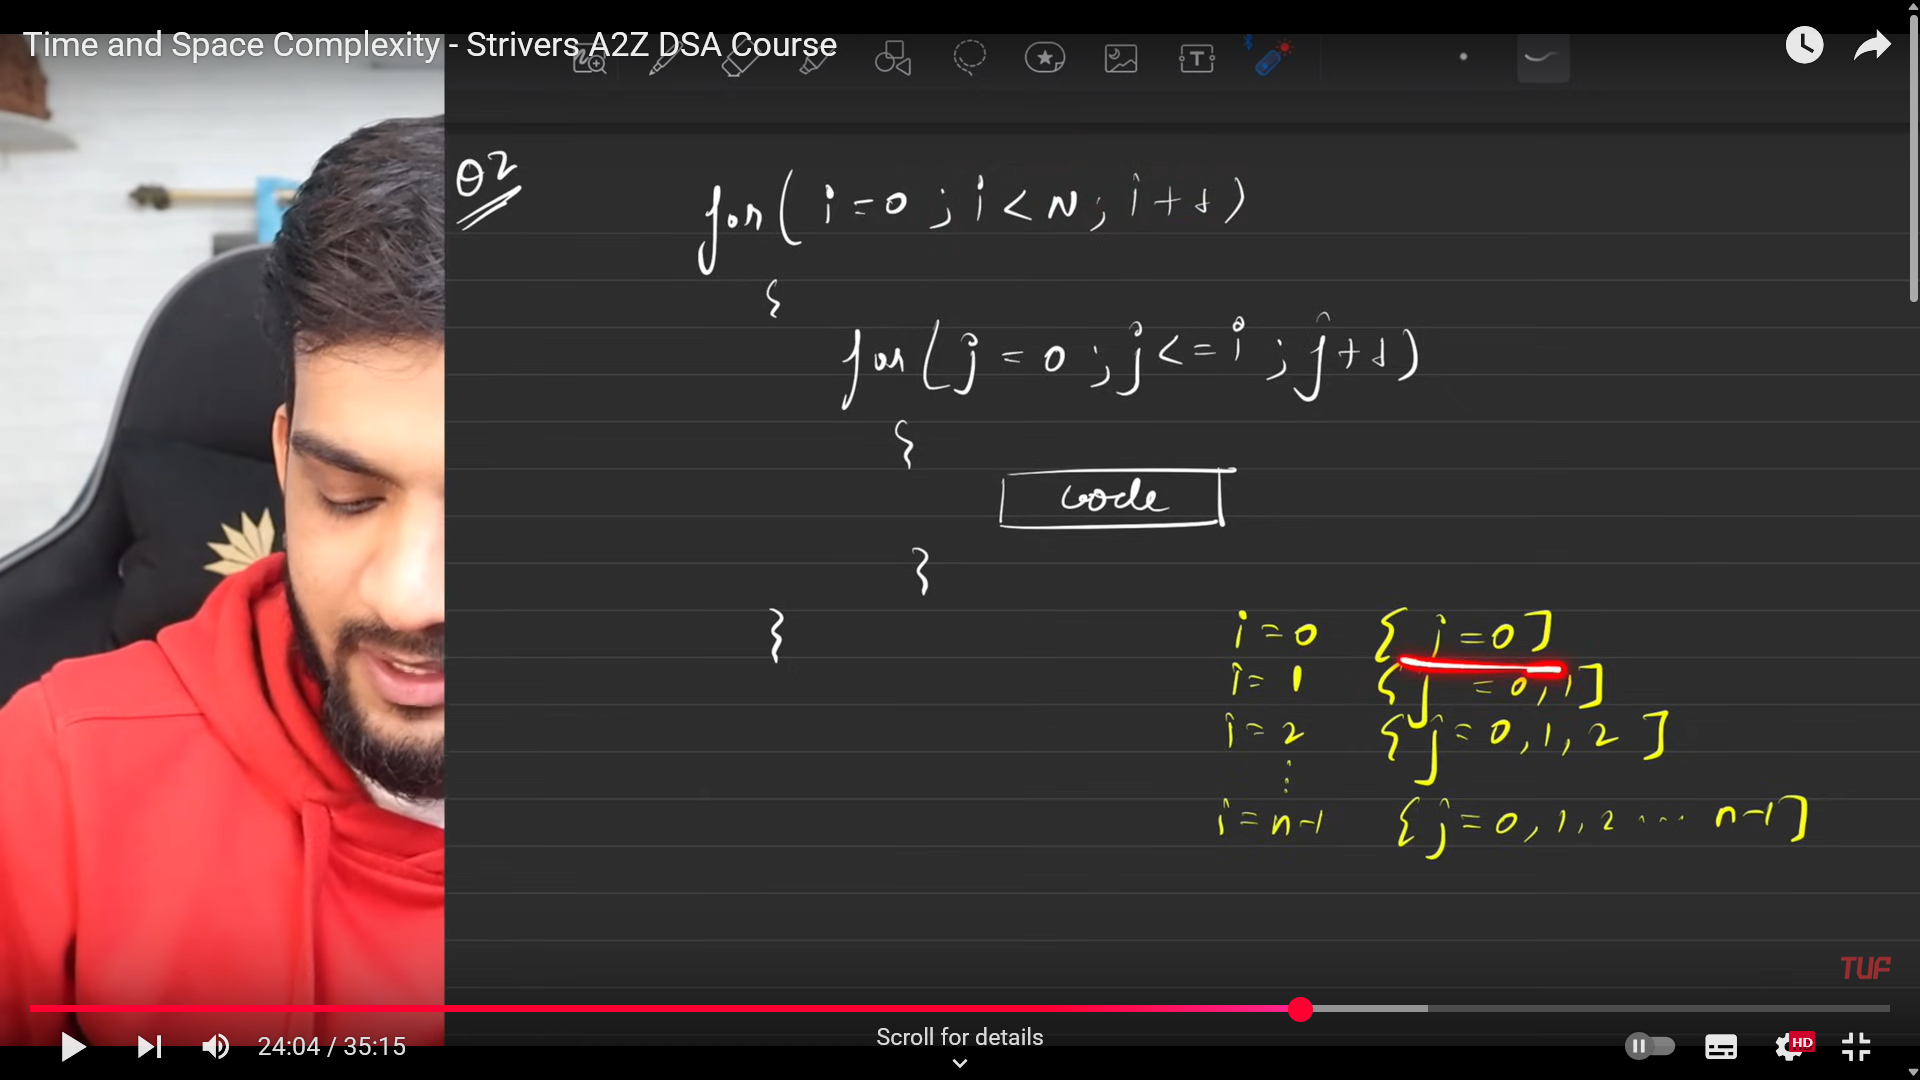 Time and Space Complexity - Strivers A2Z DSA Course
Q2
for( i=0 ; i < N ; i++)
{
for( j = 0 ; j <= i ; j++)
{
code
}
}
i = 0 { j = 0 ]
i = 1 { j = 0, 1 ]
i = 2 { j = 0, 1, 2 ]
⋮
i = n-1 { j = 0, 1, 2 .... n-1 ]
TUF
24:04 / 35:15
Scroll for details
HD